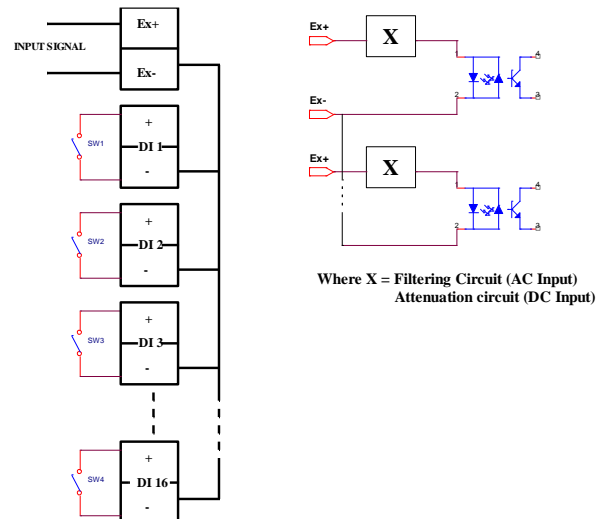 Ex+
INPUT SIGNAL
Ex-
+
SW1
DI 1
-
+
SW2
DI 2
-
+
SW3
DI 3
-
+
SW4
DI 16
-
Ex+
X
1
4
2
3
Ex-
Ex+
X
1
4
2
3
Where X = Filtering Circuit (AC Input)
Attenuation circuit (DC Input)